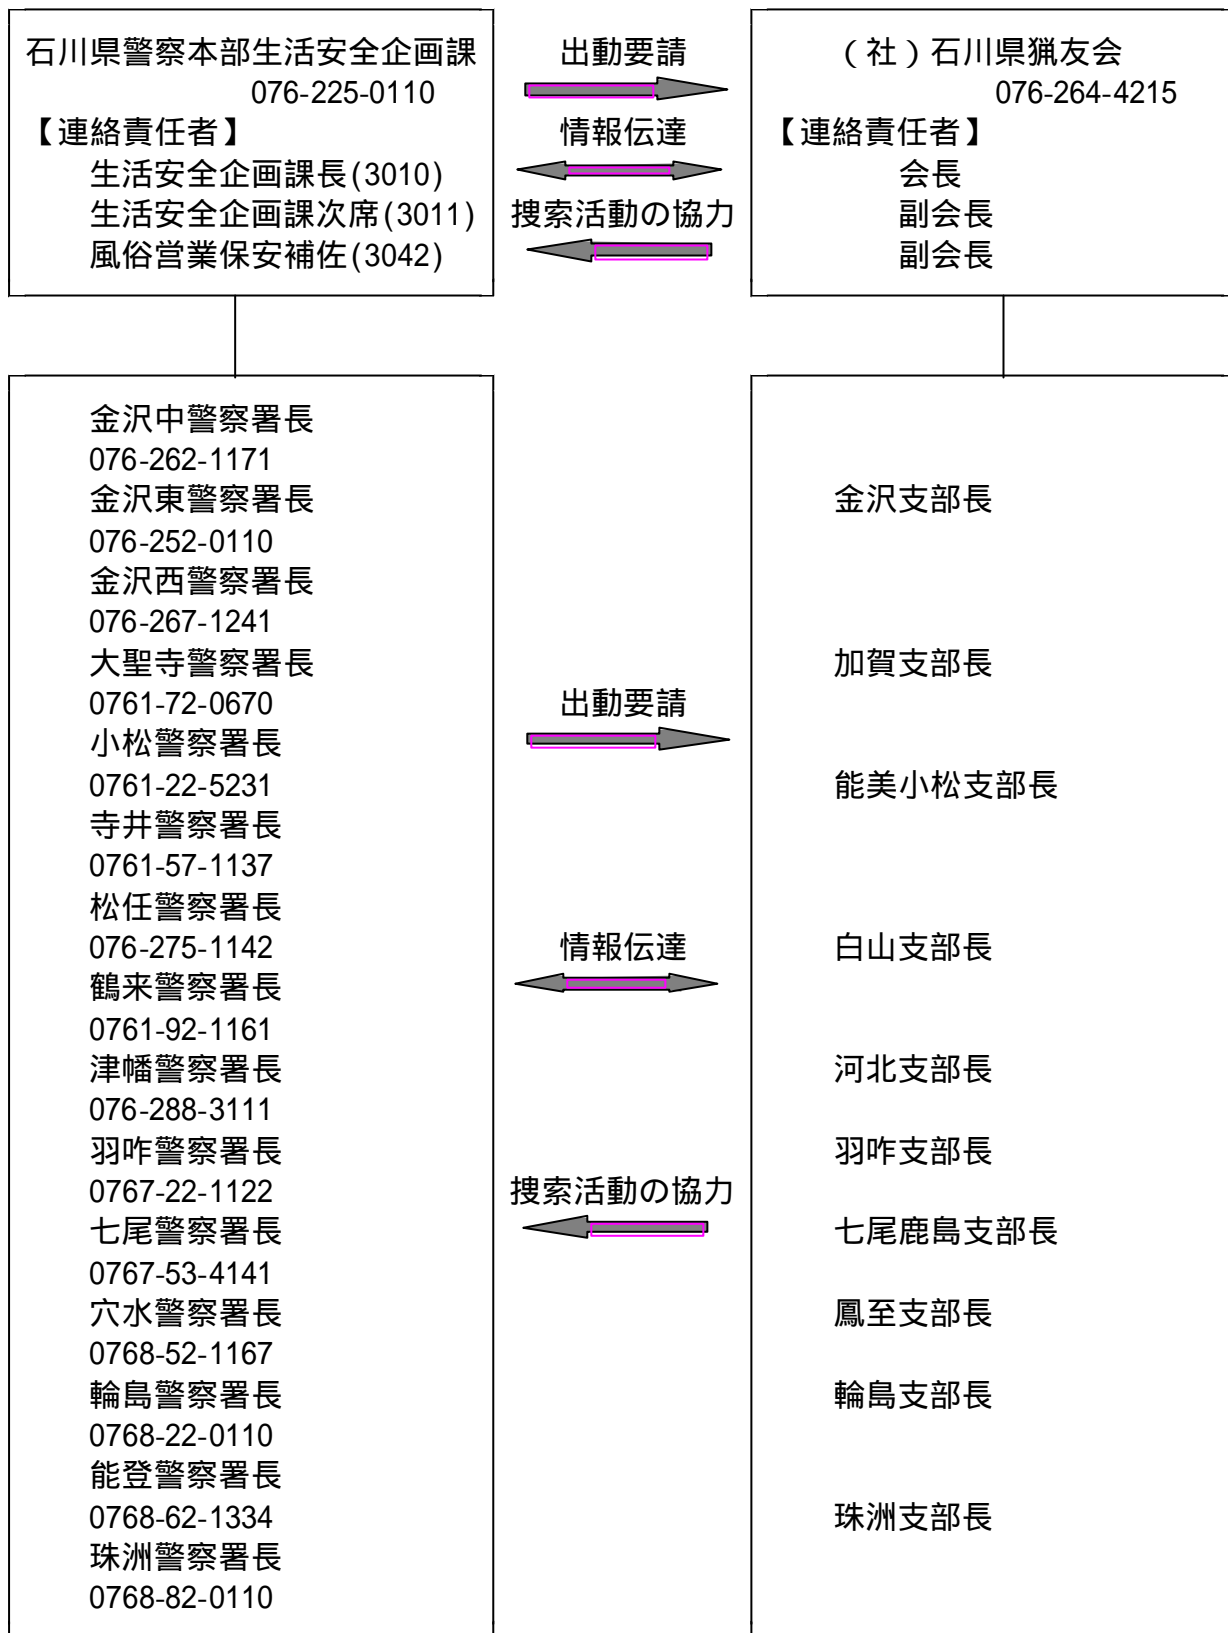 石川県警察本部生活安全企画課
076-225-0110
【連絡責任者】
生活安全企画課長(3010)
生活安全企画課次席(3011)
風俗営業保安補佐(3042)
出動要請
情報伝達
捜索活動の協力
（社）石川県猟友会
076-264-4215
【連絡責任者】
会長
副会長
副会長
金沢中警察署長
076-262-1171
金沢東警察署長
076-252-0110
金沢西警察署長
076-267-1241
大聖寺警察署長
0761-72-0670
小松警察署長
0761-22-5231
寺井警察署長
0761-57-1137
松任警察署長
076-275-1142
鶴来警察署長
0761-92-1161
津幡警察署長
076-288-3111
羽咋警察署長
0767-22-1122
七尾警察署長
0767-53-4141
穴水警察署長
0768-52-1167
輪島警察署長
0768-22-0110
能登警察署長
0768-62-1334
珠洲警察署長
0768-82-0110
出動要請
情報伝達
捜索活動の協力
金沢支部長
加賀支部長
能美小松支部長
白山支部長
河北支部長
羽咋支部長
七尾鹿島支部長
鳳至支部長
輪島支部長
珠洲支部長